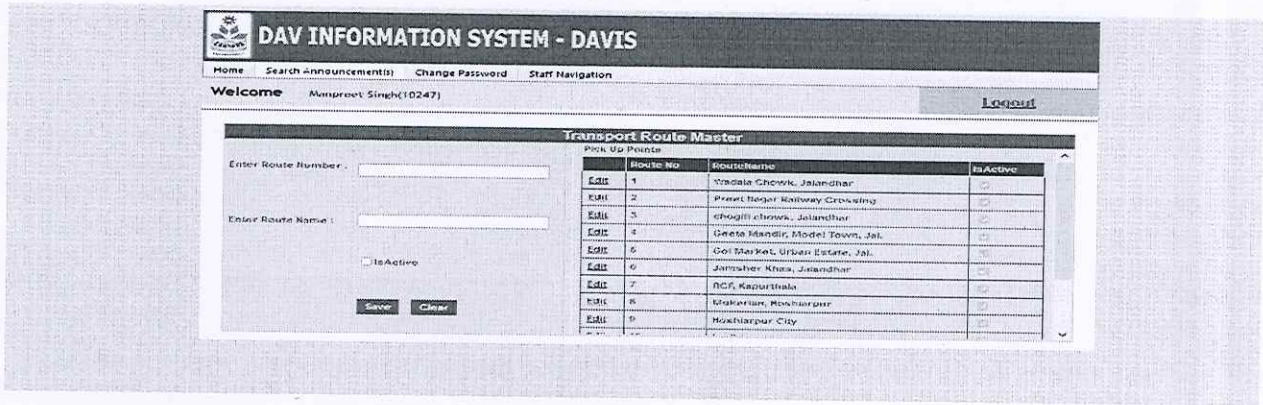 DAV INFORMATION SYSTEM - DAVIS
Home Search Announcement(s) Change Password Staff Navigation
Welcome Manpreet Singh(10247)
Logout
Transport Route Master
Pick Up Points
Enter Route Number :
Enter Route Name :
IsActive
Save Clear
Route No RouteName IsActive
Edit 1 Wadala Chowk, Jalandhar
Edit 2 Preet Nagar Railway Crossing
Edit 3 chogiti chowk, Jalandhar
Edit 4 Geeta Mandir, Model Town, Jal.
Edit 5 Gol Market, Urban Estate, Jal.
Edit 6 Jamsher Khas, Jalandhar
Edit 7 RCF, Kapurthala
Edit 8 Mukerian, Hoshiarpur
Edit 9 Hoshiarpur City